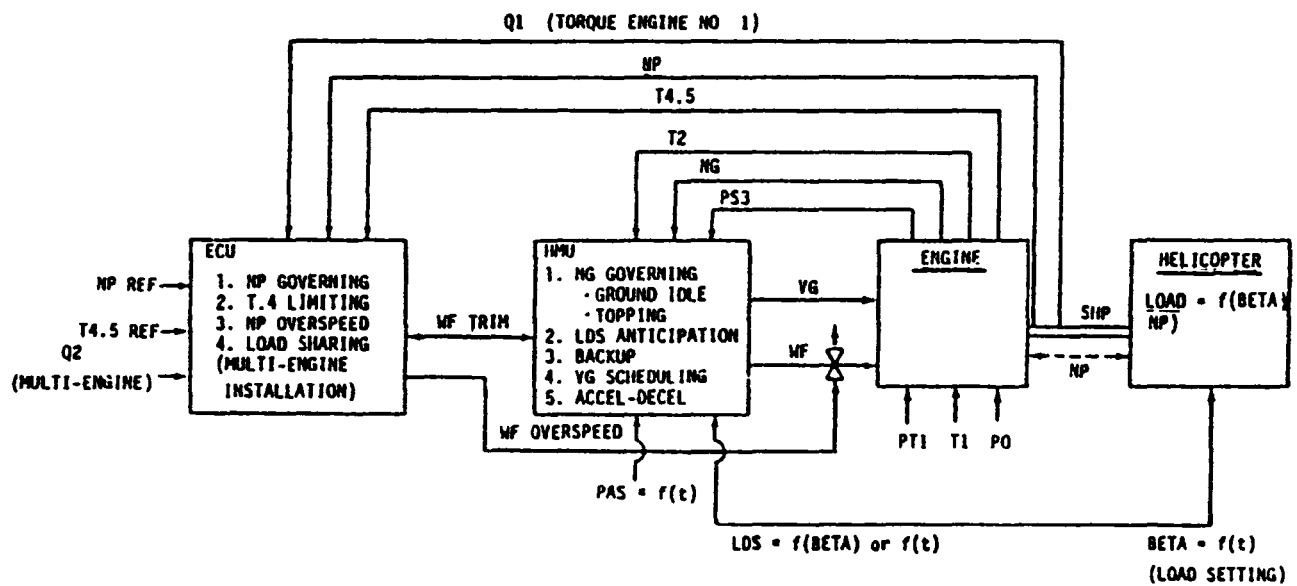 Q1 (TORQUE ENGINE NO 1)
NP
T4.5
T2
NG
PS3
ECU
1. NP GOVERNING
2. T.4 LIMITING
3. NP OVERSPEED
4. LOAD SHARING
(MULTI-ENGINE
INSTALLATION)
NP REF
T4.5 REF
Q2
(MULTI-ENGINE)
WF TRIM
WF OVERSPEED
HMU
1. NG GOVERNING
· GROUND IDLE
· TOPPING
2. LDS ANTICIPATION
3. BACKUP
4. VG SCHEDULING
5. ACCEL-DECEL
VG
WF
ENGINE
SHP
NP
HELICOPTER
LOAD = f(BETA)
NP)
PT1 T1 PO
PAS = f(t)
LDS = f(BETA) or f(t)
BETA = f(t)
(LOAD SETTING)